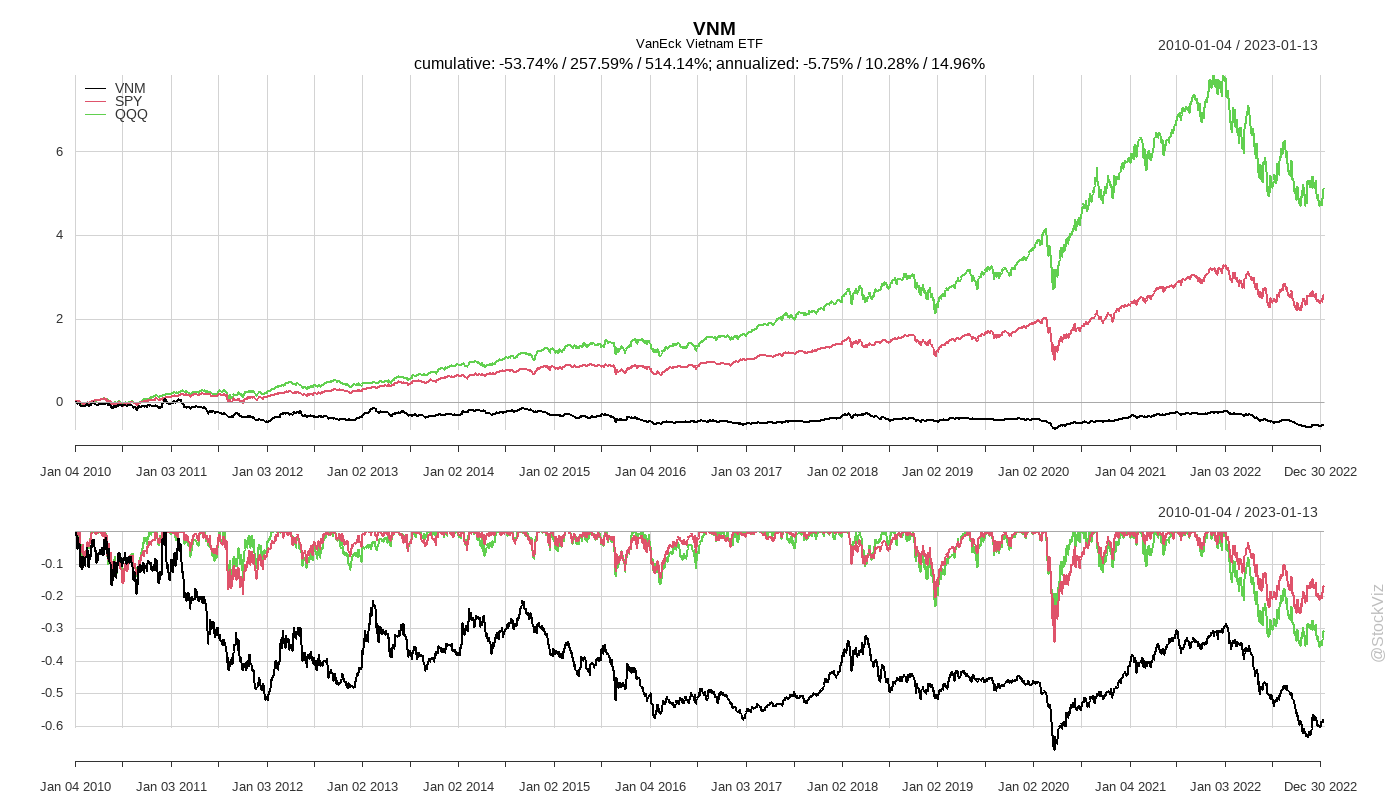 VNM
VanEck Vietnam ETF
2010-01-04 / 2023-01-13
cumulative: -53.74% / 257.59% / 514.14%; annualized: -5.75% / 10.28% / 14.96%
VNM
SPY
QQQ
6
4
2
0
Jan 04 2010 Jan 03 2011 Jan 03 2012 Jan 02 2013 Jan 02 2014 Jan 02 2015 Jan 04 2016 Jan 03 2017 Jan 02 2018 Jan 02 2019 Jan 02 2020 Jan 04 2021 Jan 03 2022 Dec 30 2022
2010-01-04 / 2023-01-13
-0.1
-0.2
-0.3
-0.4
-0.5
-0.6
Jan 04 2010 Jan 03 2011 Jan 03 2012 Jan 02 2013 Jan 02 2014 Jan 02 2015 Jan 04 2016 Jan 03 2017 Jan 02 2018 Jan 02 2019 Jan 02 2020 Jan 04 2021 Jan 03 2022 Dec 30 2022
@StockViz